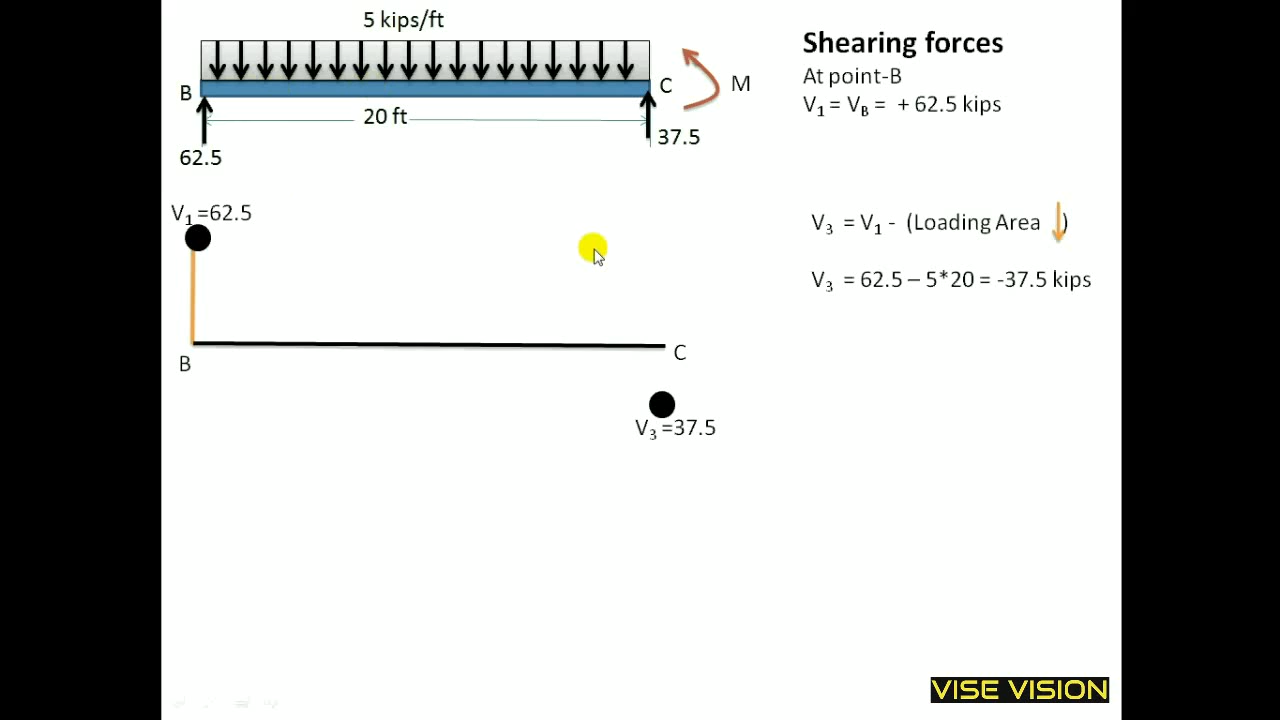 5 kips/ft
B
C
M
20 ft
62.5
37.5
Shearing forces
At point-B
V₁ = V_B = + 62.5 kips
V₃ = V₁ - (Loading Area )
V₃ = 62.5 – 5*20 = -37.5 kips
V₁ =62.5
B
C
V₃ =37.5
VISE VISION